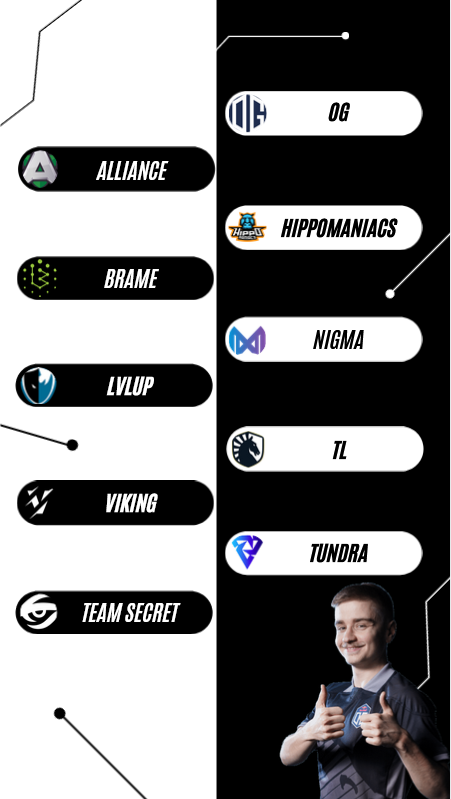 OG
ALLIANCE
HIPPOMANIACS
BRAME
NIGMA
LVLUP
TL
VIKING
TUNDRA
TEAM SECRET